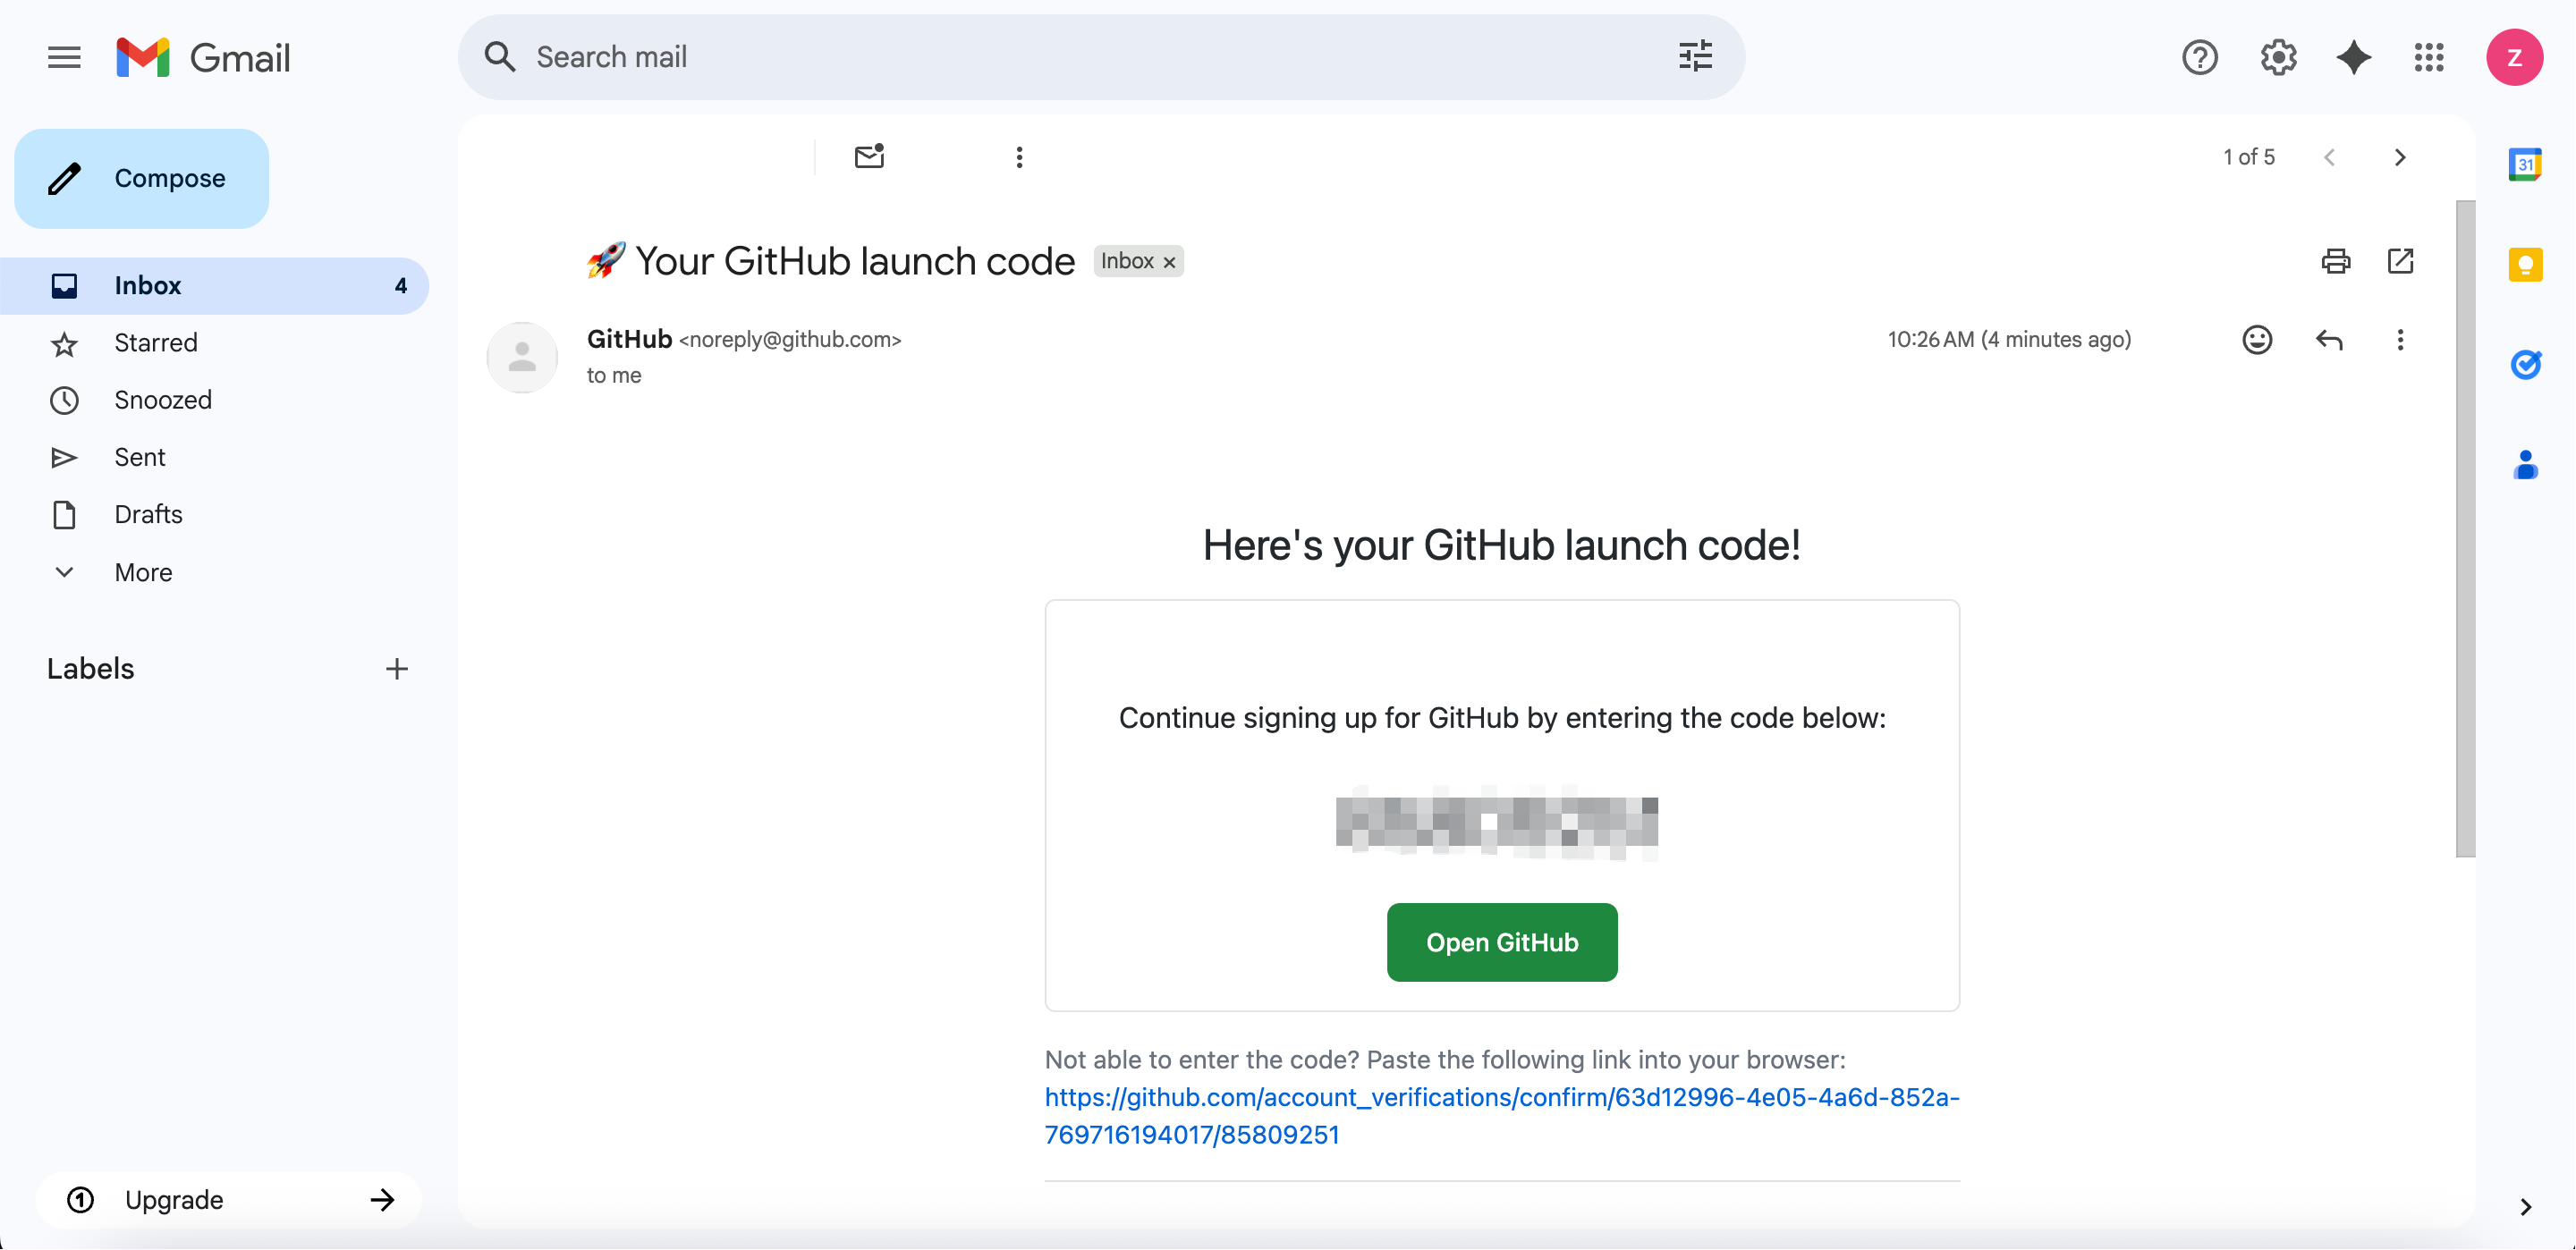 Gmail
Search mail
Z
Compose
1 of 5
31
🚀 Your GitHub launch code Inbox ×
Inbox 4
GitHub <noreply@github.com> 10:26 AM (4 minutes ago)
to me
Starred
Snoozed
Sent
Drafts
More
Labels
Here's your GitHub launch code!
Continue signing up for GitHub by entering the code below:
Open GitHub
Not able to enter the code? Paste the following link into your browser:
https://github.com/account_verifications/confirm/63d12996-4e05-4a6d-852a-
769716194017/85809251
1 Upgrade